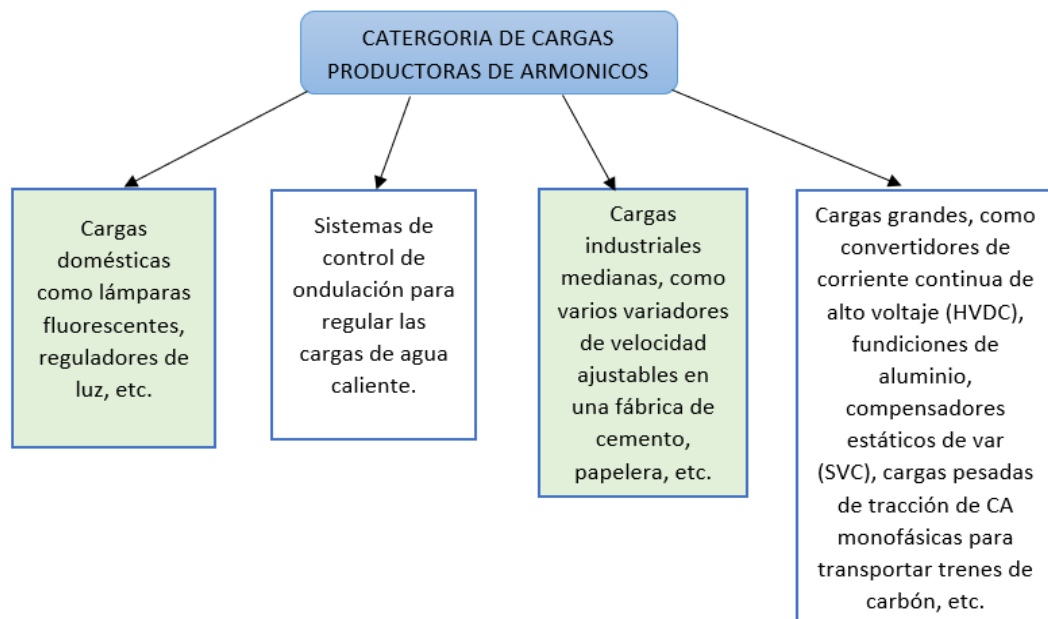 CATERGORIA DE CARGAS
PRODUCTORAS DE ARMONICOS
Cargas
domésticas
como lámparas
fluorescentes,
reguladores de
luz, etc.
Sistemas de
control de
ondulación para
regular las
cargas de agua
caliente.
Cargas
industriales
medianas, como
varios variadores
de velocidad
ajustables en
una fábrica de
cemento,
papelera, etc.
Cargas grandes, como
convertidores de
corriente continua de
alto voltaje (HVDC),
fundiciones de
aluminio,
compensadores
estáticos de var
(SVC), cargas pesadas
de tracción de CA
monofásicas para
transportar trenes de
carbón, etc.